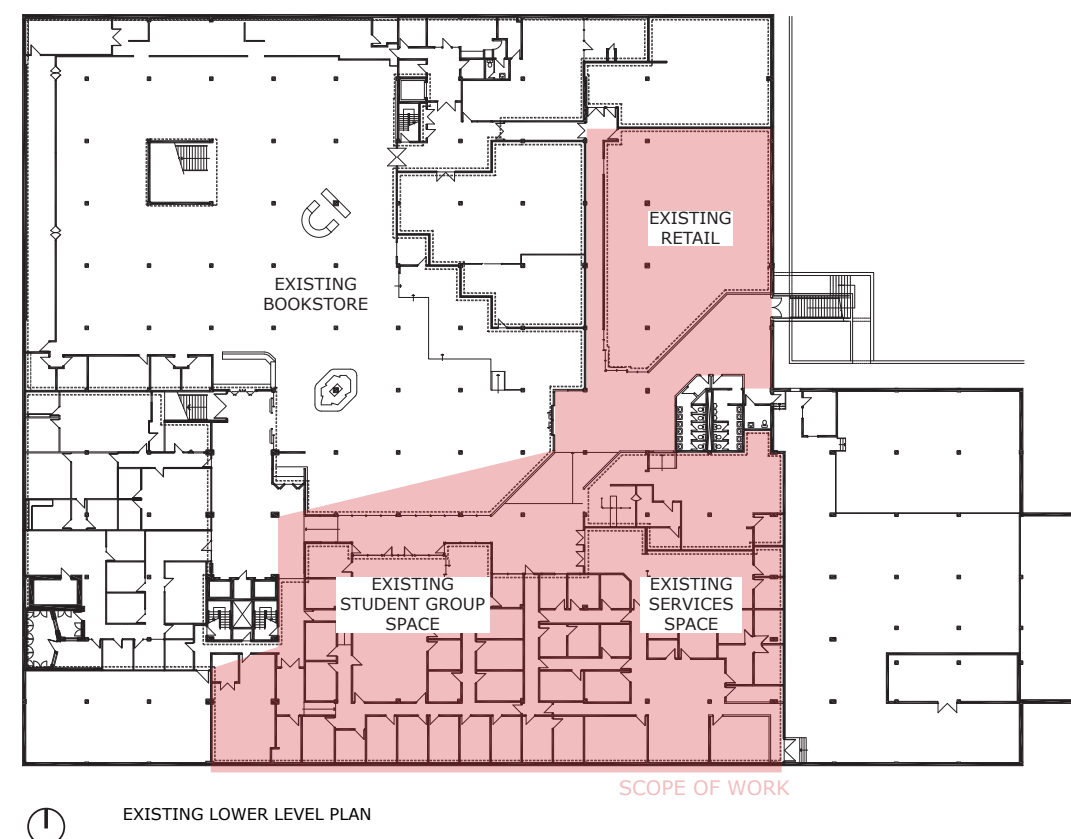 EXISTING
RETAIL
EXISTING
BOOKSTORE
EXISTING
STUDENT GROUP
SPACE
EXISTING
SERVICES
SPACE
SCOPE OF WORK
EXISTING LOWER LEVEL PLAN